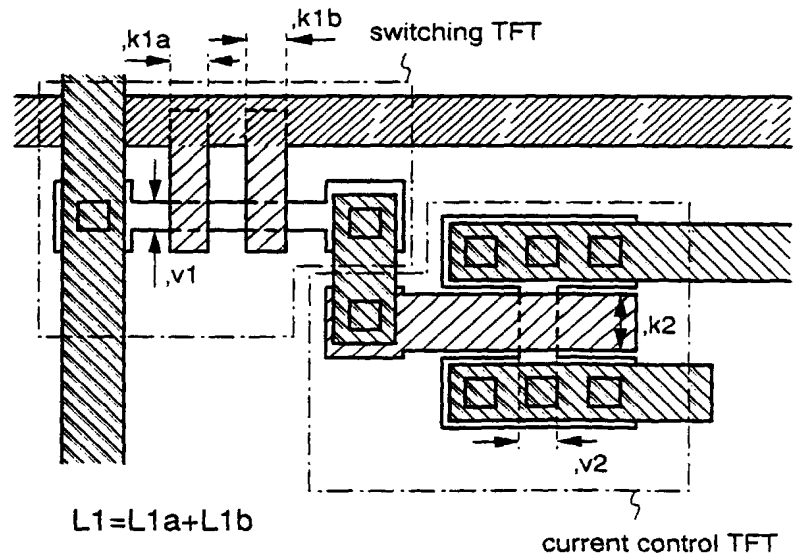 ,k1b
switching TFT
,k1a
,v1
,k2
,v2
L1=L1a+L1b
current control TFT